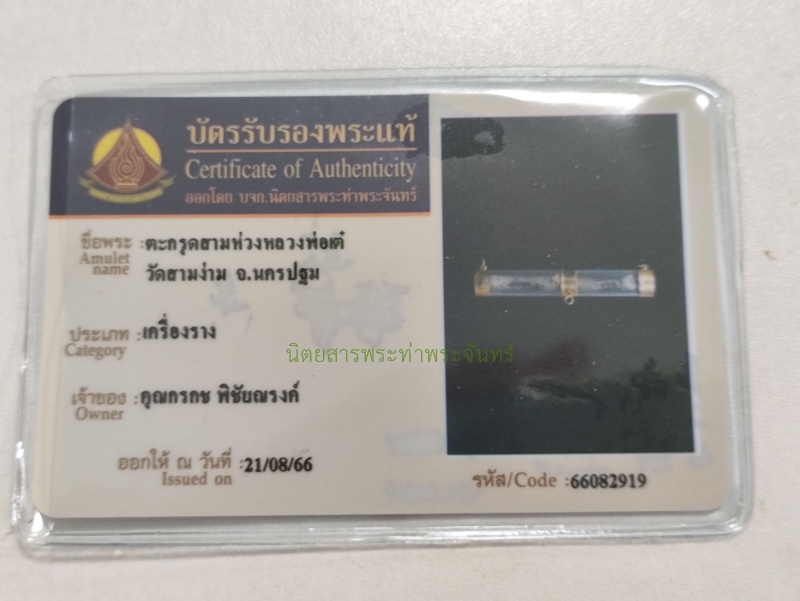 บัตรรับรองพระแท้
Certificate of Authenticity
ออกโดย บจก.นิตยสารพระท่าพระจันทร์
ชื่อพระ :ตะกรุดสามห่วงหลวงพ่อเต๋
Amulet name
วัดสามง่าม จ.นครปฐม
ประเภท :เครื่องราง
Category
นิตยสารพระท่าพระจันทร์
เจ้าของ :คุณกรกช พิชัยณรงค์
Owner
ออกให้ ณ วันที่ :21/08/66
Issued on
รหัส/Code :66082919